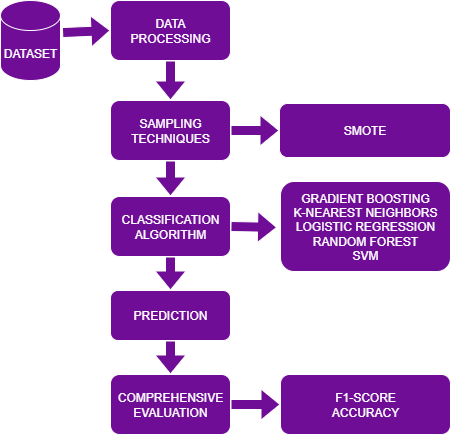 DATASET
DATA
PROCESSING
SAMPLING
TECHNIQUES
SMOTE
CLASSIFICATION
ALGORITHM
GRADIENT BOOSTING
K-NEAREST NEIGHBORS
LOGISTIC REGRESSION
RANDOM FOREST
SVM
PREDICTION
COMPREHENSIVE
EVALUATION
F1-SCORE
ACCURACY